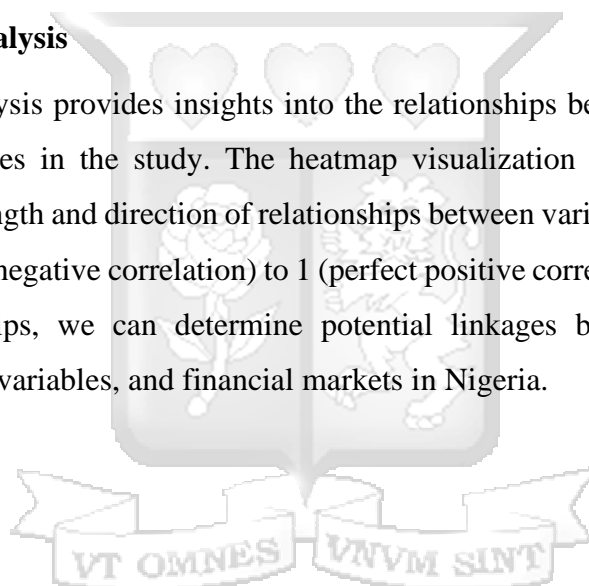 alysis
ysis provides insights into the relationships be
es in the study. The heatmap visualization
ngth and direction of relationships between vari
negative correlation) to 1 (perfect positive corre
ips, we can determine potential linkages b
variables, and financial markets in Nigeria.
VT OMNES VNVM SINT